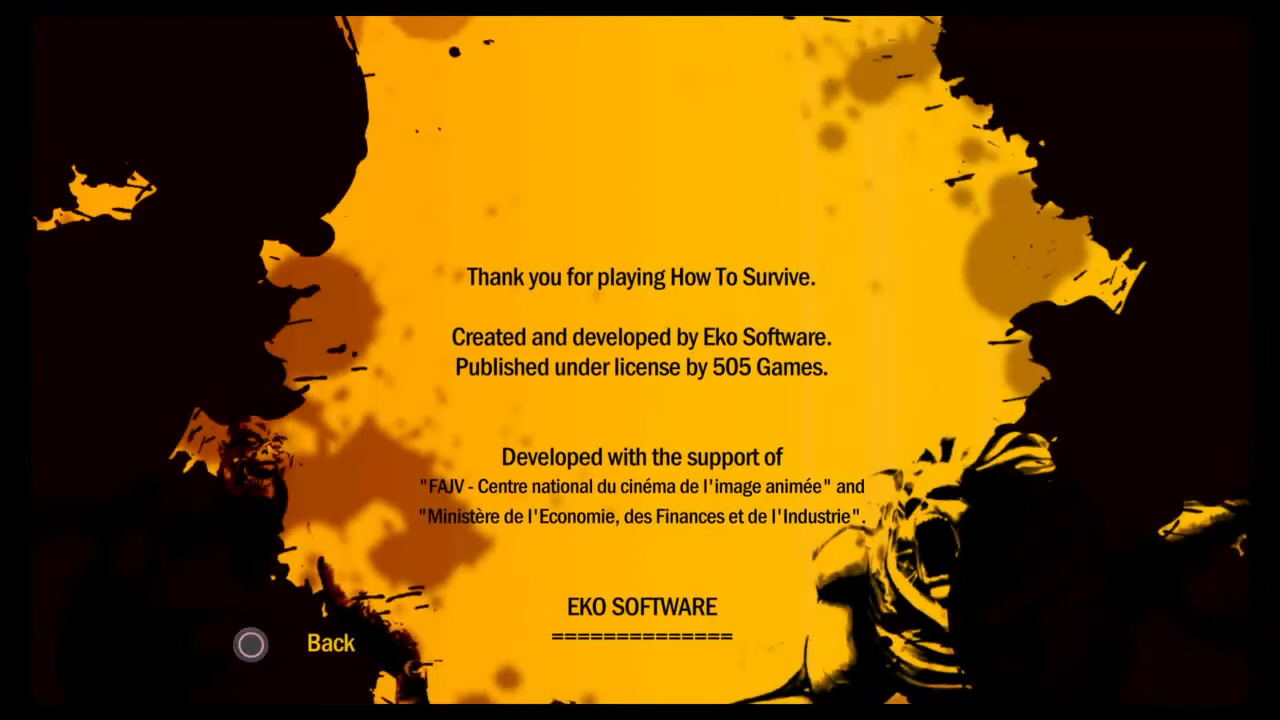 Thank you for playing How To Survive.
Created and developed by Eko Software.
Published under license by 505 Games.
Developed with the support of
"FAJV - Centre national du cinéma de l'image animée" and
"Ministère de l'Economie, des Finances et de l'Industrie".
EKO SOFTWARE
==============
Back